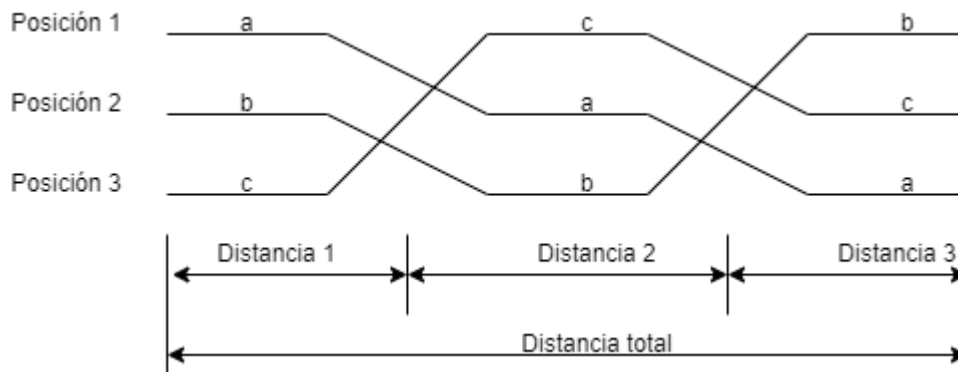 Posición 1 a c b
Posición 2 b a c
Posición 3 c b a
Distancia 1 Distancia 2 Distancia 3
Distancia total